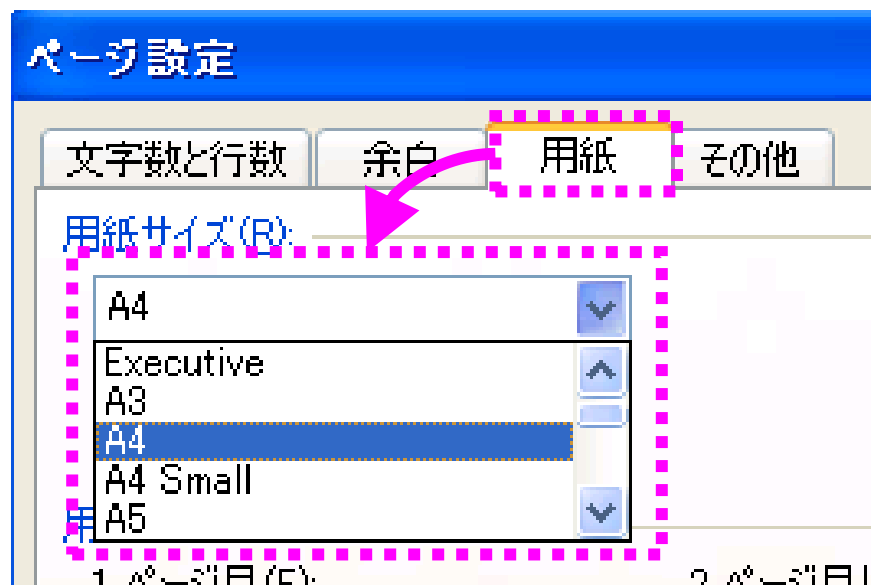 ページ設定
文字数と行数 余白 用紙 その他
用紙サイズ(R):
A4
Executive
A3
A4
A4 Small
A5